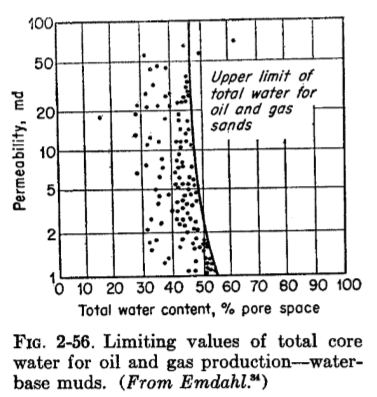 100
50
20
10
5
2
1
Permeability, md
Upper limit of
total water for
oil and gas
sands
0 10 20 30 40 50 60 70 80 90 100
Total water content, % pore space
FIG. 2-56. Limiting values of total core
water for oil and gas production—water-
base muds. (From Emdahl.³⁴)